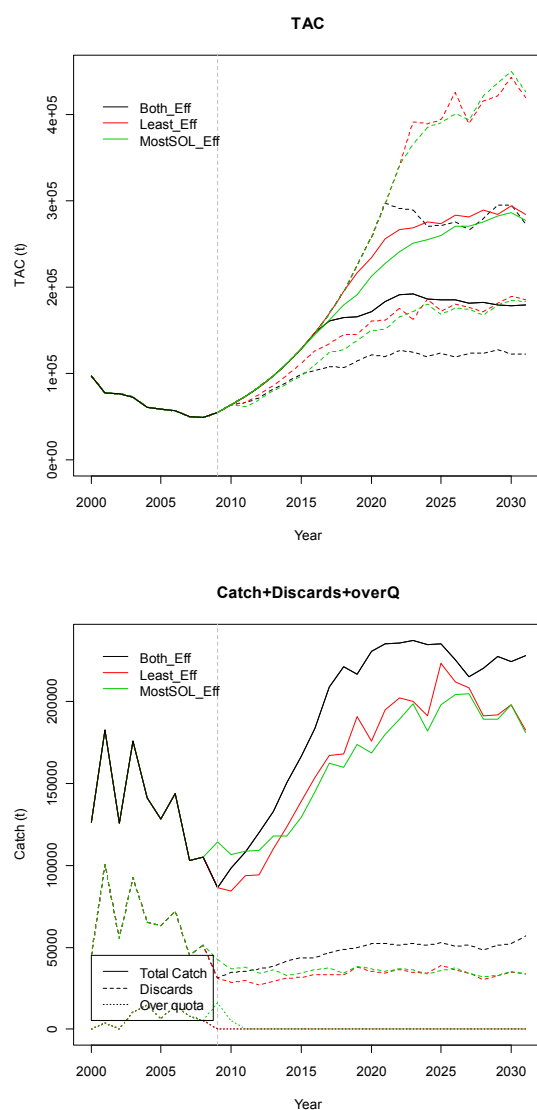 TAC
Both_Eff
Least_Eff
MostSOL_Eff
TAC (t)
0e+00 1e+05 2e+05 3e+05 4e+05
2000 2005 2010 2015 2020 2025 2030
Year
Catch+Discards+overQ
Both_Eff
Least_Eff
MostSOL_Eff
Catch (t)
0 50000 100000 150000 200000
Total Catch
Discards
Over quota
2000 2005 2010 2015 2020 2025 2030
Year